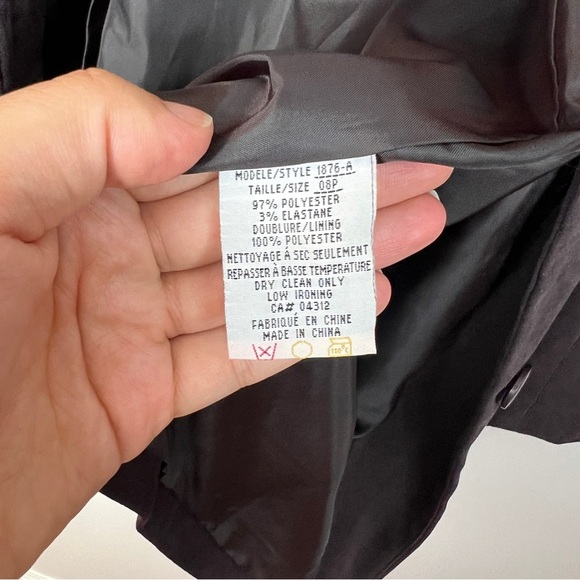 MODELE/STYLE 1876-A
TAILLE/SIZE 08P
97% POLYESTER
3% ELASTANE
DOUBLURE/LINING
100% POLYESTER
NETTOYAGE À SEC SEULEMENT
REPASSER À BASSE TEMPERATURE
DRY CLEAN ONLY
LOW IRONING
CA# 04312
FABRIQUÉ EN CHINE
MADE IN CHINA